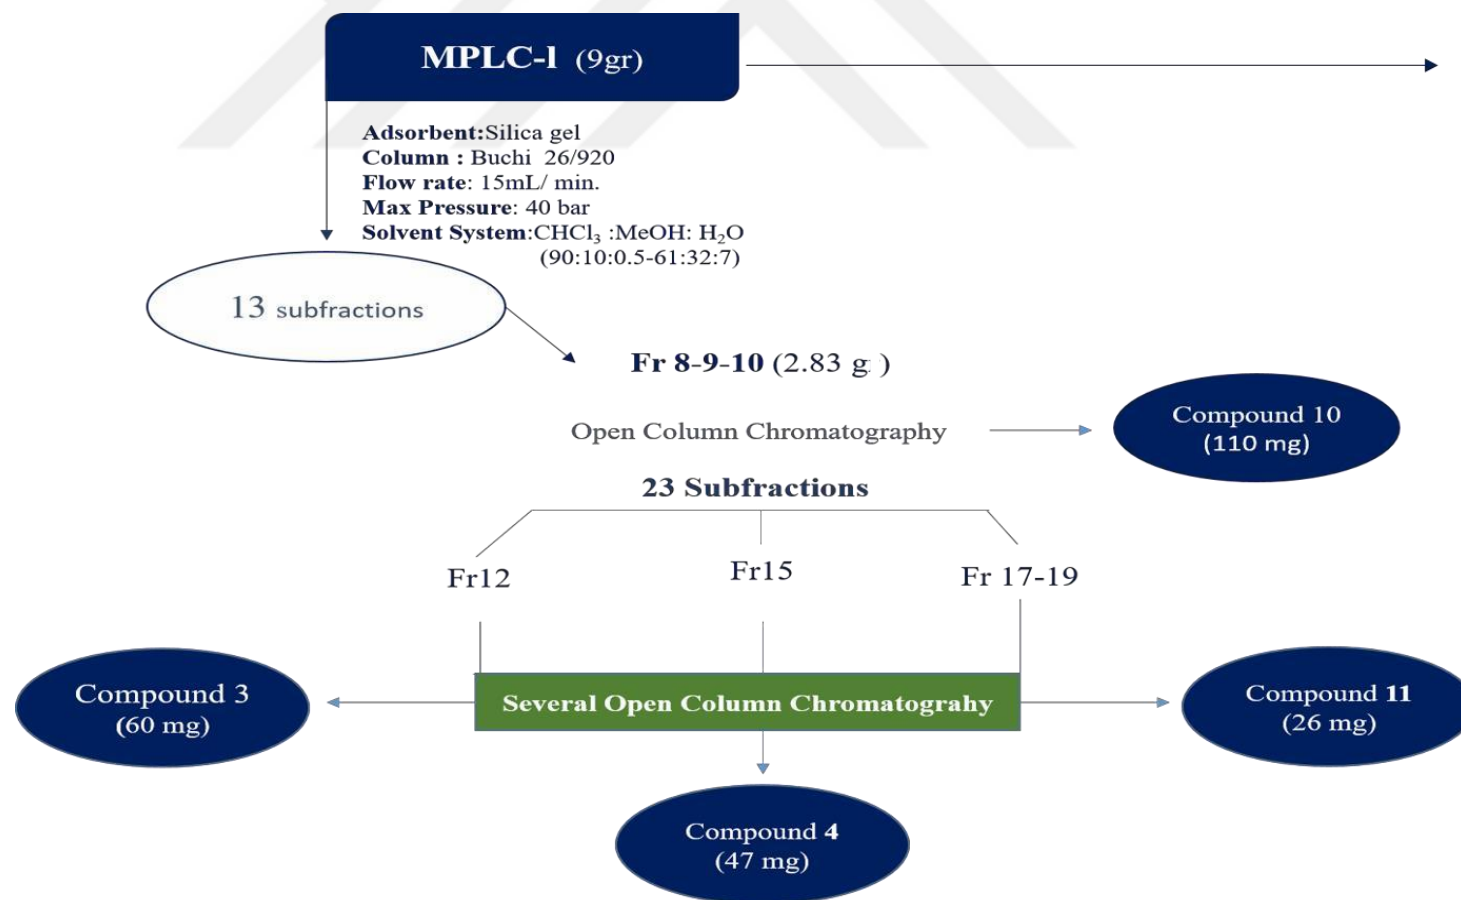 MPLC-l (9gr)
Adsorbent:Silica gel
Column : Buchi 26/920
Flow rate: 15mL/ min.
Max Pressure: 40 bar
Solvent System:CHCl₃ :MeOH: H₂O
(90:10:0.5-61:32:7)
13 subfractions
Fr 8-9-10 (2.83 g )
Open Column Chromatography
Compound 10
(110 mg)
23 Subfractions
Fr12
Fr15
Fr 17-19
Several Open Column Chromatograhy
Compound 3
(60 mg)
Compound 11
(26 mg)
Compound 4
(47 mg)